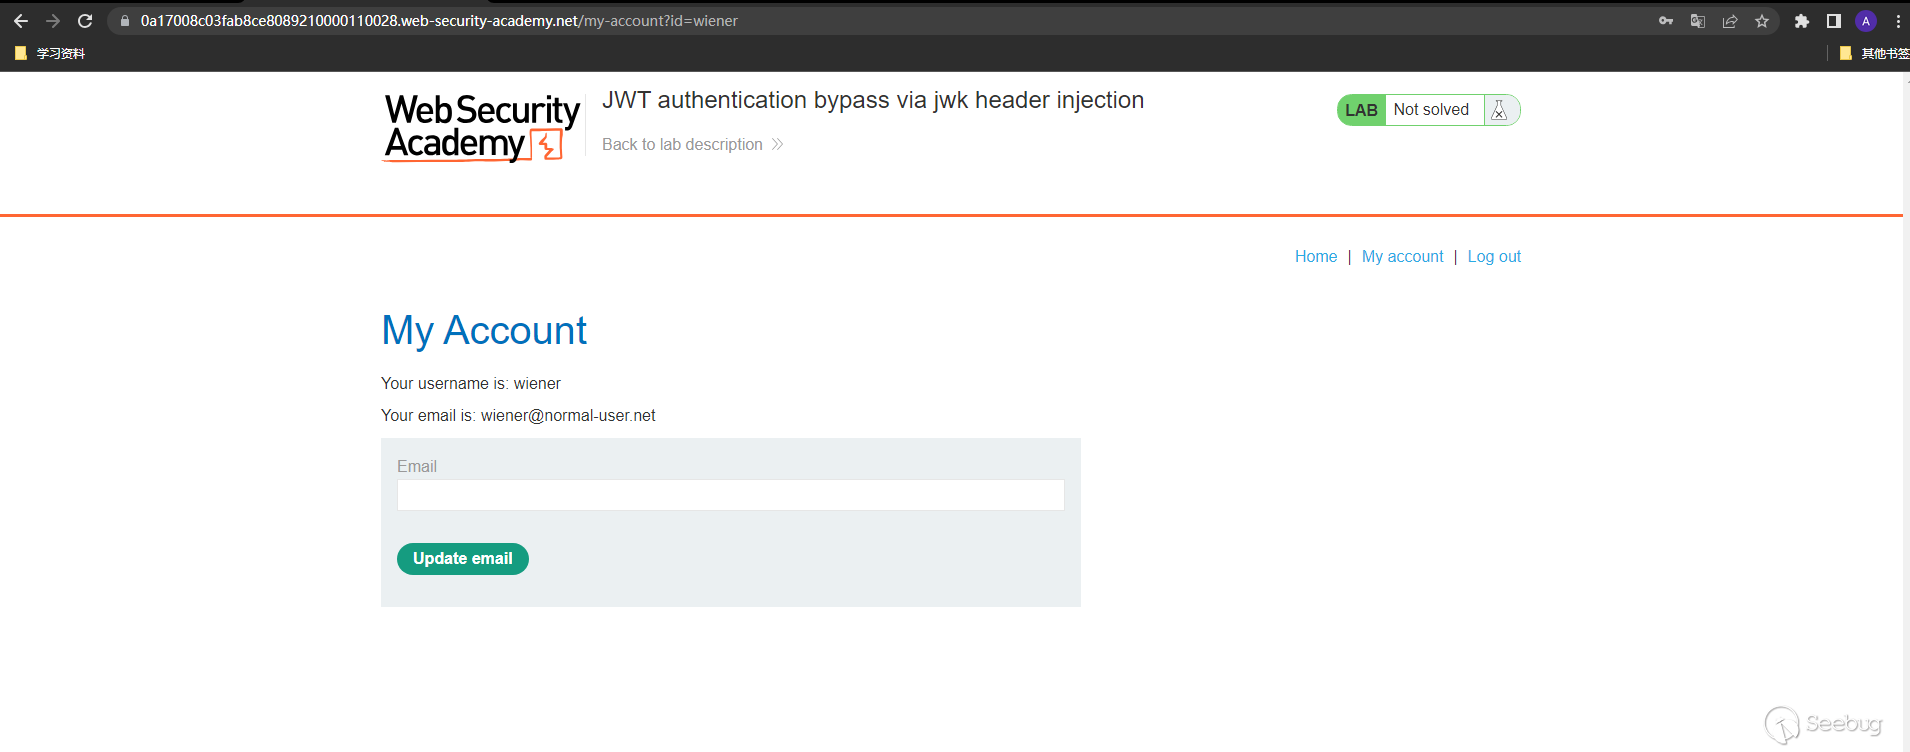 0a17008c03fab8ce8089210000110028.web-security-academy.net/my-account?id=wiener
A
学习资料
其他书签
Web Security
Academy
JWT authentication bypass via jwk header injection
Back to lab description
LAB Not solved
Home | My account | Log out
My Account
Your username is: wiener
Your email is: wiener@normal-user.net
Email
Update email
Seebug